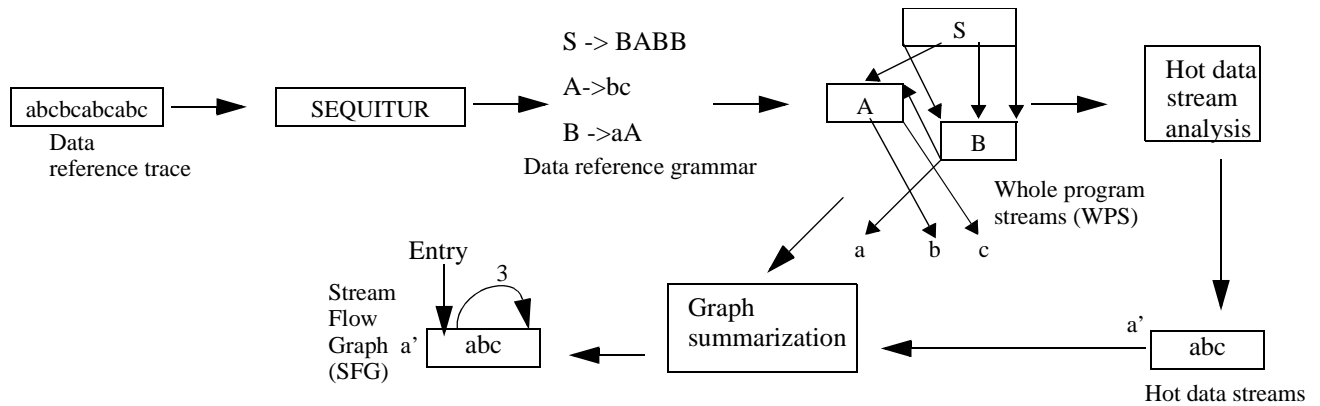 abcbcabcabc
Data
reference trace
SEQUITUR
S -> BABB
A->bc
B ->aA
Data reference grammar
S
A
B
a
b
c
Whole program
streams (WPS)
Hot data
stream
analysis
a’
abc
Hot data streams
Graph
summarization
Entry
3
Stream
Flow
Graph a’
(SFG)
abc